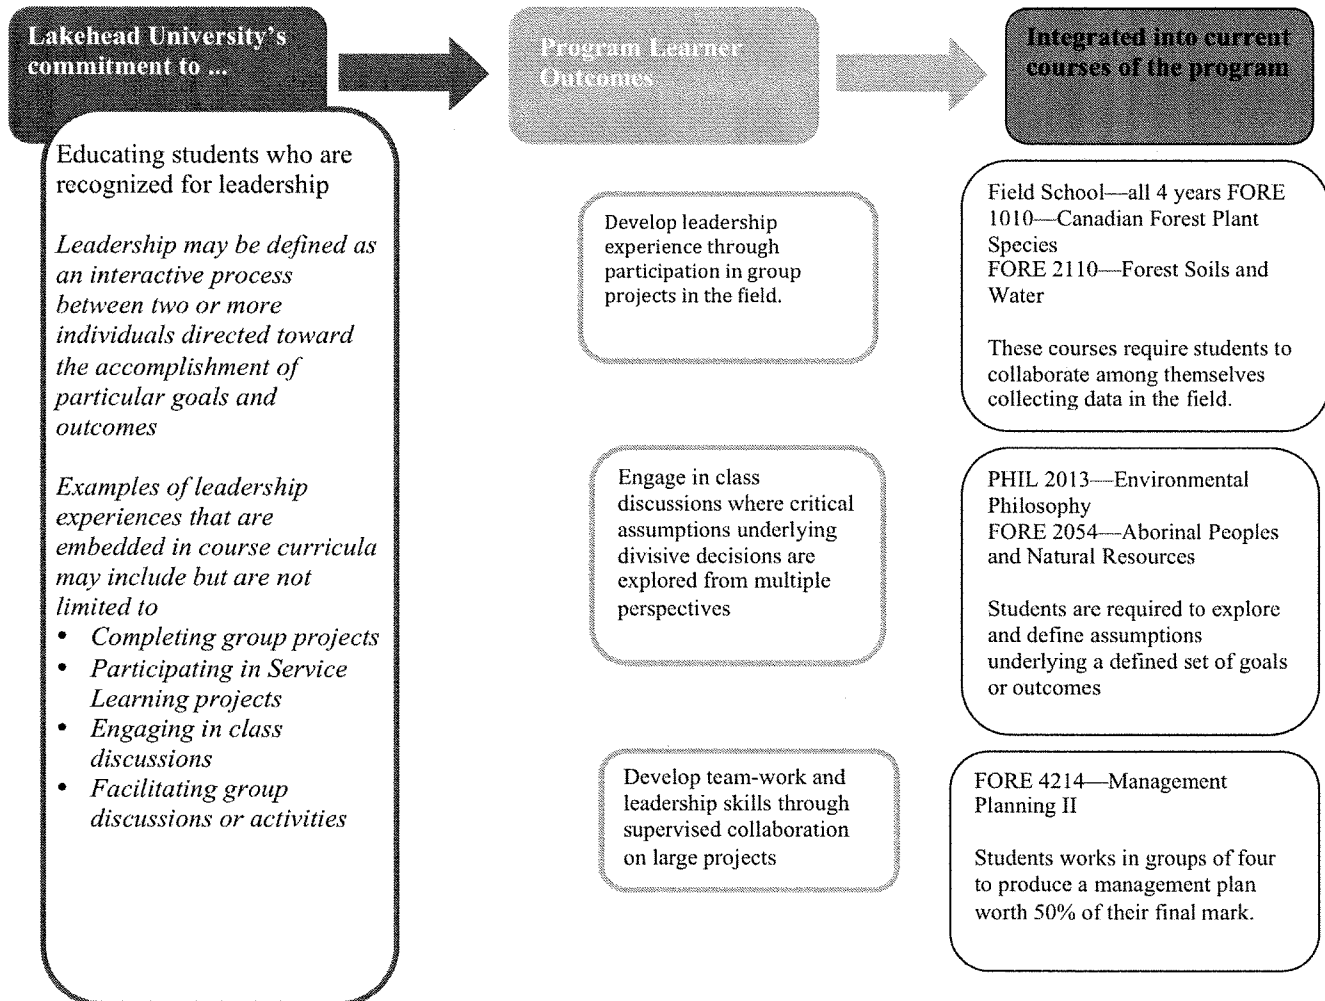 Lakehead University's
commitment to ...
Program Learner
Outcomes
Integrated into current
courses of the program
Educating students who are
recognized for leadership
Leadership may be defined as
an interactive process
between two or more
individuals directed toward
the accomplishment of
particular goals and
outcomes
Examples of leadership
experiences that are
embedded in course curricula
may include but are not
limited to
• Completing group projects
• Participating in Service
Learning projects
• Engaging in class
discussions
• Facilitating group
discussions or activities
Develop leadership
experience through
participation in group
projects in the field.
Engage in class
discussions where critical
assumptions underlying
divisive decisions are
explored from multiple
perspectives
Develop team-work and
leadership skills through
supervised collaboration
on large projects
Field School—all 4 years FORE
1010—Canadian Forest Plant
Species
FORE 2110—Forest Soils and
Water
These courses require students to
collaborate among themselves
collecting data in the field.
PHIL 2013—Environmental
Philosophy
FORE 2054—Aborinal Peoples
and Natural Resources
Students are required to explore
and define assumptions
underlying a defined set of goals
or outcomes
FORE 4214—Management
Planning II
Students works in groups of four
to produce a management plan
worth 50% of their final mark.